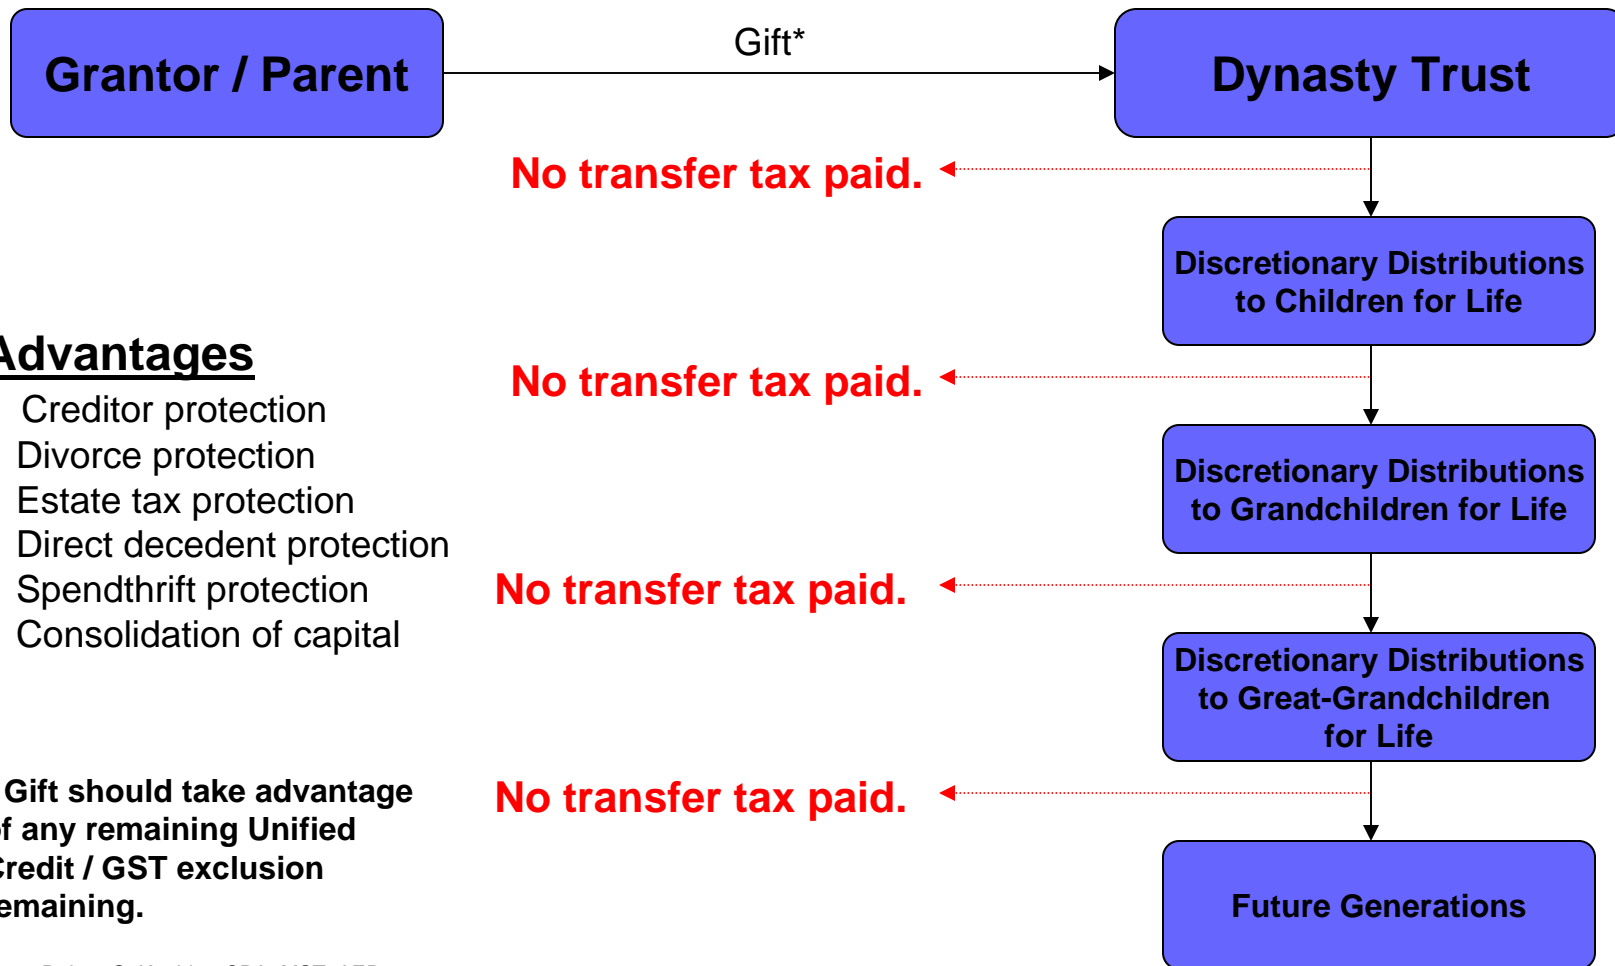 Grantor / Parent
Gift*
Dynasty Trust
No transfer tax paid.
Discretionary Distributions
to Children for Life
Advantages
Creditor protection
Divorce protection
Estate tax protection
Direct decedent protection
Spendthrift protection
Consolidation of capital
No transfer tax paid.
Discretionary Distributions
to Grandchildren for Life
No transfer tax paid.
Discretionary Distributions
to Great-Grandchildren
for Life
Gift should take advantage
of any remaining Unified
Credit / GST exclusion
remaining.
No transfer tax paid.
Future Generations